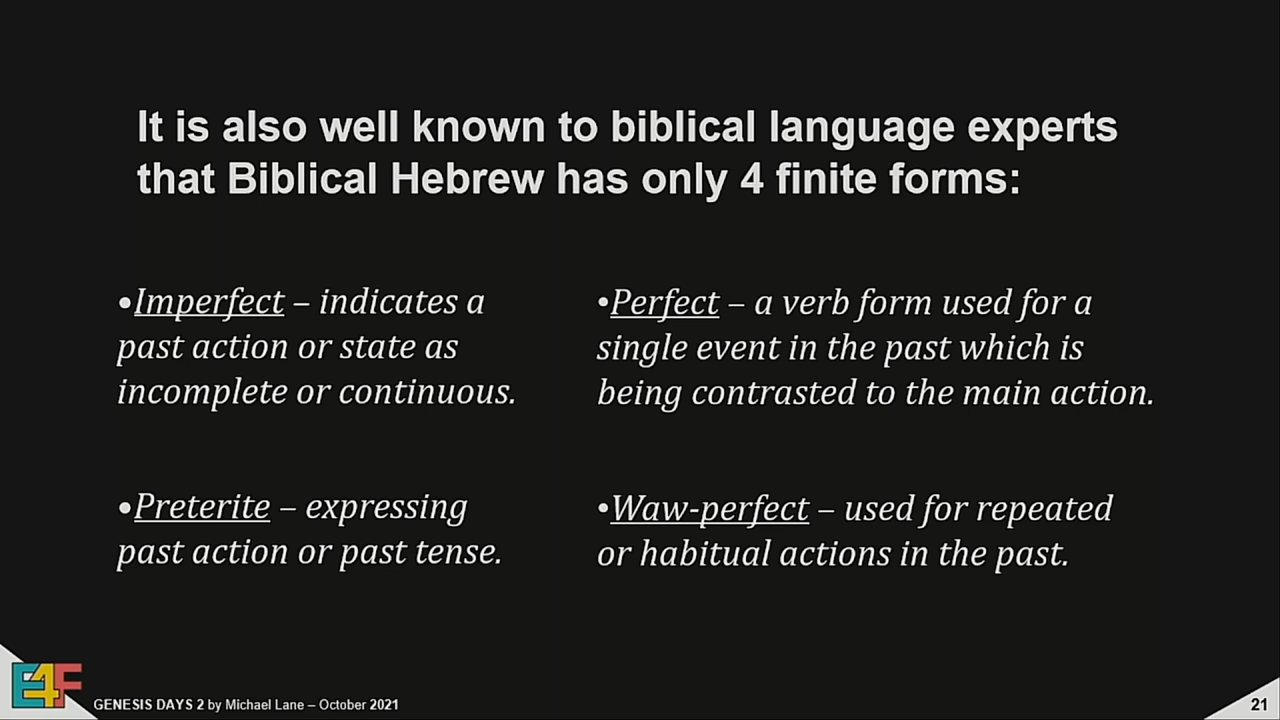 It is also well known to biblical language experts
that Biblical Hebrew has only 4 finite forms:
•Imperfect – indicates a
past action or state as
incomplete or continuous.
•Perfect – a verb form used for a
single event in the past which is
being contrasted to the main action.
•Preterite – expressing
past action or past tense.
•Waw-perfect – used for repeated
or habitual actions in the past.
E4F
GENESIS DAYS 2 by Michael Lane – October 2021
21